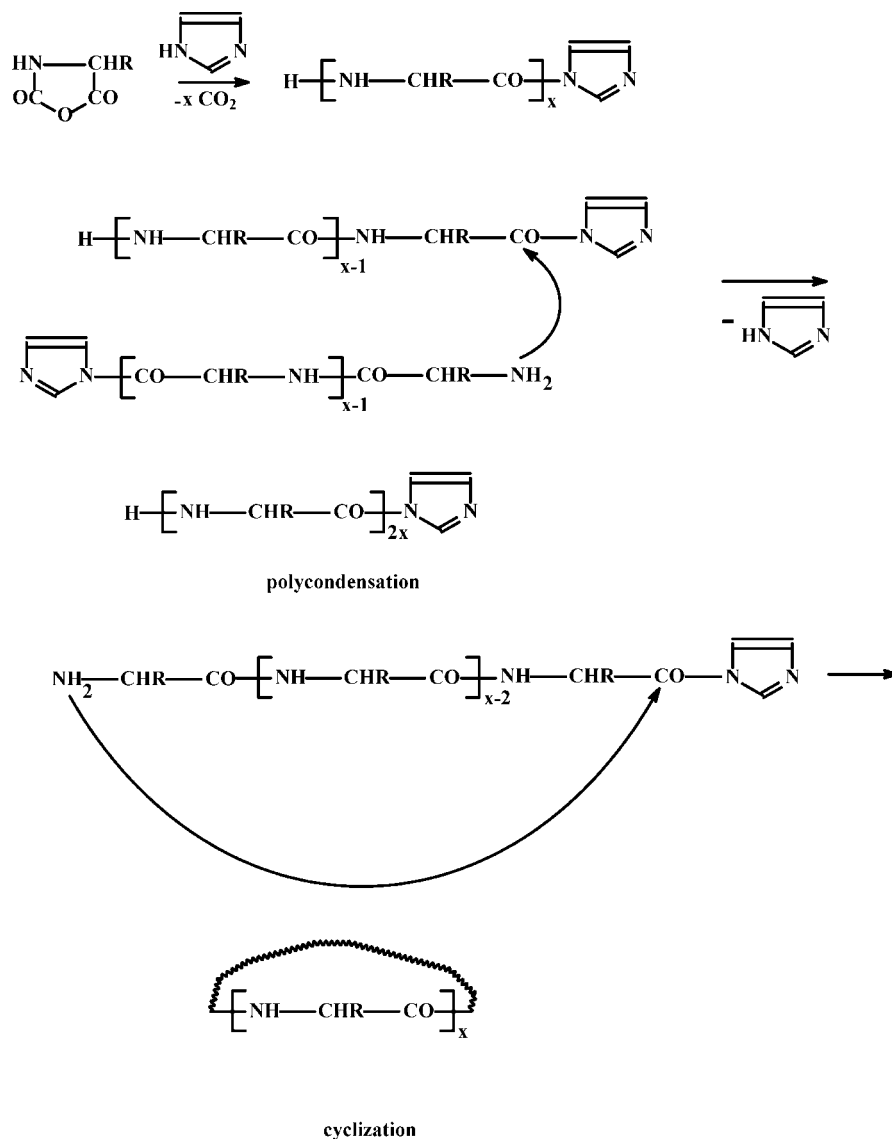 HN CHR OC CO O HN N -x CO2 H NH CHR CO x N N
H NH CHR CO x-1 NH CHR CO N N
N N CO CHR NH x-1 CO CHR NH2 - HN N
H NH CHR CO 2x N N
polycondensation
NH2 CHR CO NH CHR CO x-2 NH CHR CO N N
NH CHR CO x
cyclization